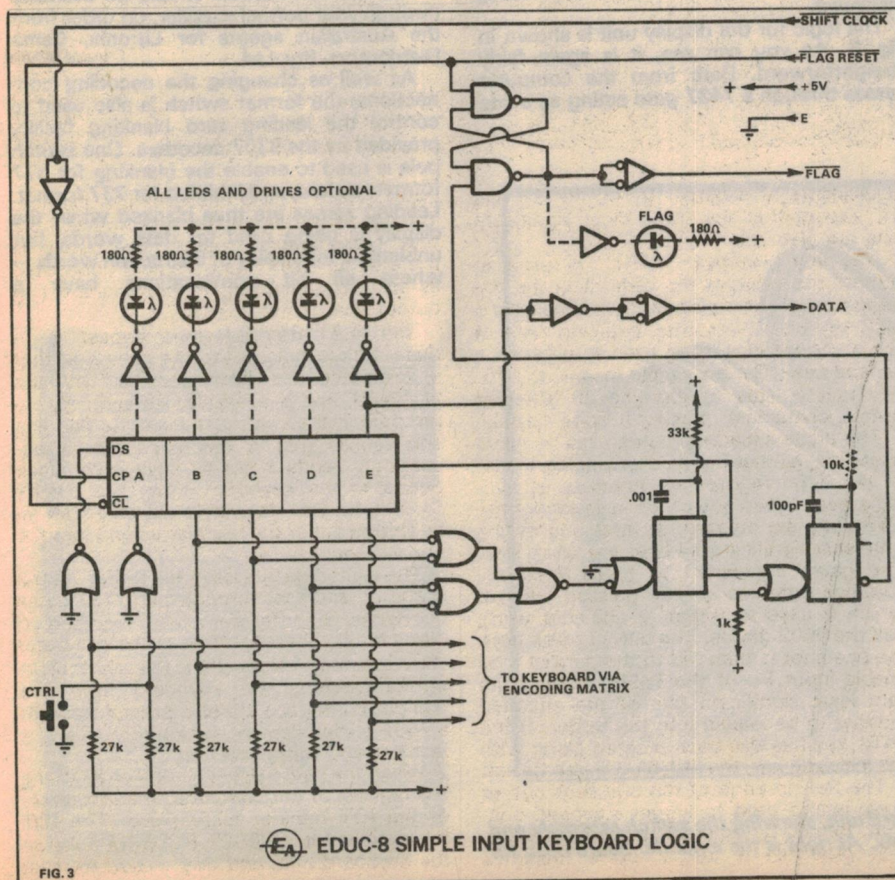 SHIFT CLOCK
FLAG RESET
+ +5V
E
FLAG
ALL LEDS AND DRIVES OPTIONAL
+
180Ω 180Ω 180Ω 180Ω 180Ω
FLAG
180Ω
+
λ
λ λ λ λ λ
DATA
+
33k
+
10k
DS
CP A B C D E
CL
.001
100pF
1k
+
TO KEYBOARD VIA
ENCODING MATRIX
CTRL
27k 27k 27k 27k 27k 27k
+
EA EDUC-8 SIMPLE INPUT KEYBOARD LOGIC
FIG. 3